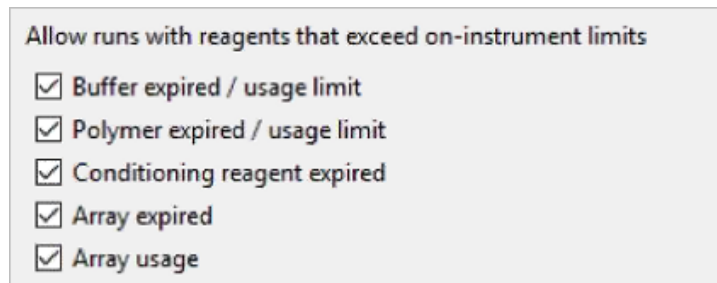 Allow runs with reagents that exceed on-instrument limits
Buffer expired / usage limit
Polymer expired / usage limit
Conditioning reagent expired
Array expired
Array usage